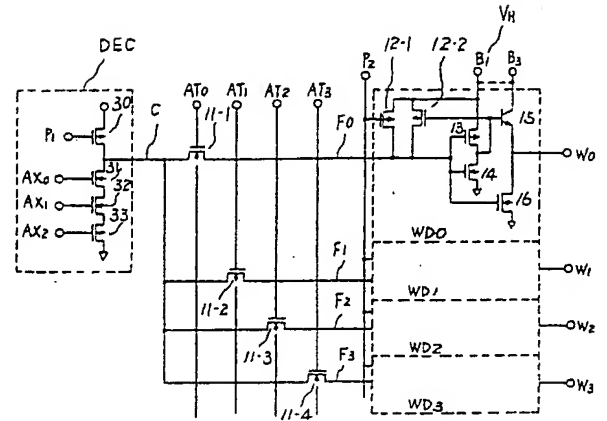 VH
DEC
12-1
12-2
P2
B1
B3
AT0
AT1
AT2
AT3
30
P1
C
11-1
F0
13
15
14
W0
AX0
31
AX1
32
AX2
33
16
WD0
F1
11-2
WD1
W1
F2
11-3
WD2
W2
F3
11-4
WD3
W3